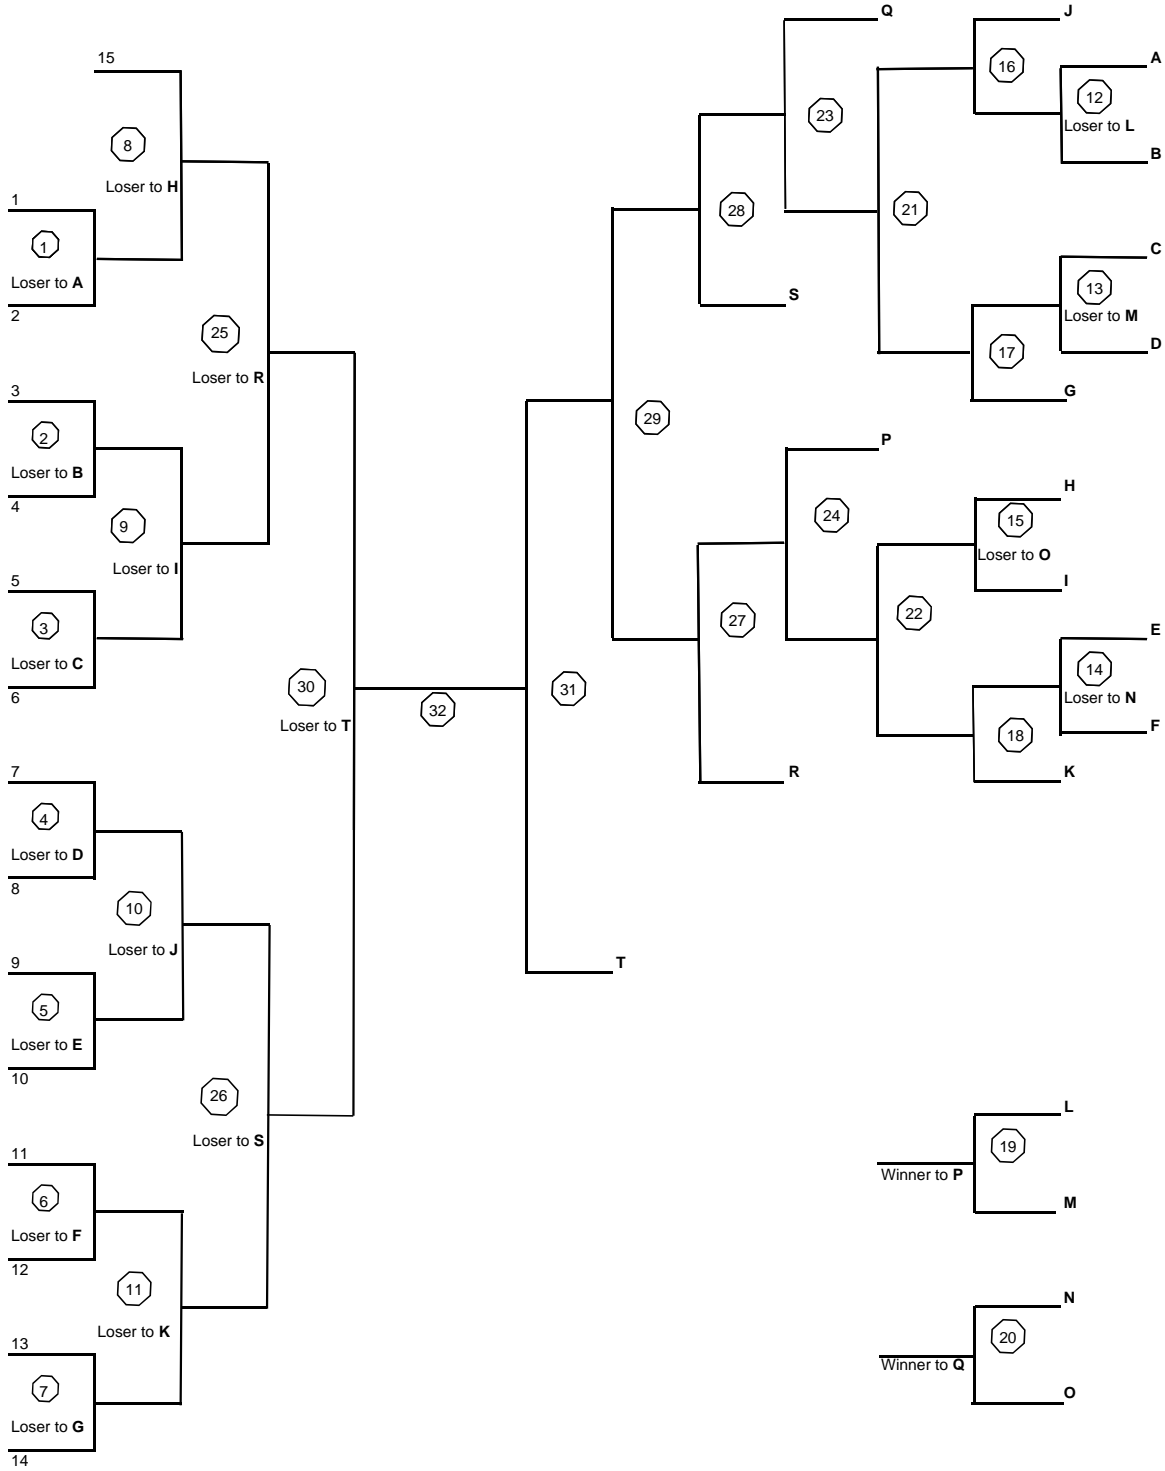 15
8
Loser to H
1
1
Loser to A
2
25
Loser to R
3
2
Loser to B
4
9
Loser to I
5
3
Loser to C
6
30
Loser to T
7
4
Loser to D
8
10
Loser to J
9
5
Loser to E
10
26
Loser to S
11
6
Loser to F
12
11
Loser to K
13
7
Loser to G
14
32
31
T
29
28
S
27
R
23
Q
24
P
21
22
16
J
12
A
Loser to L
B
13
C
Loser to M
D
17
G
H
15
Loser to O
I
E
14
Loser to N
F
18
K
L
19
Winner to P
M
N
20
Winner to Q
O